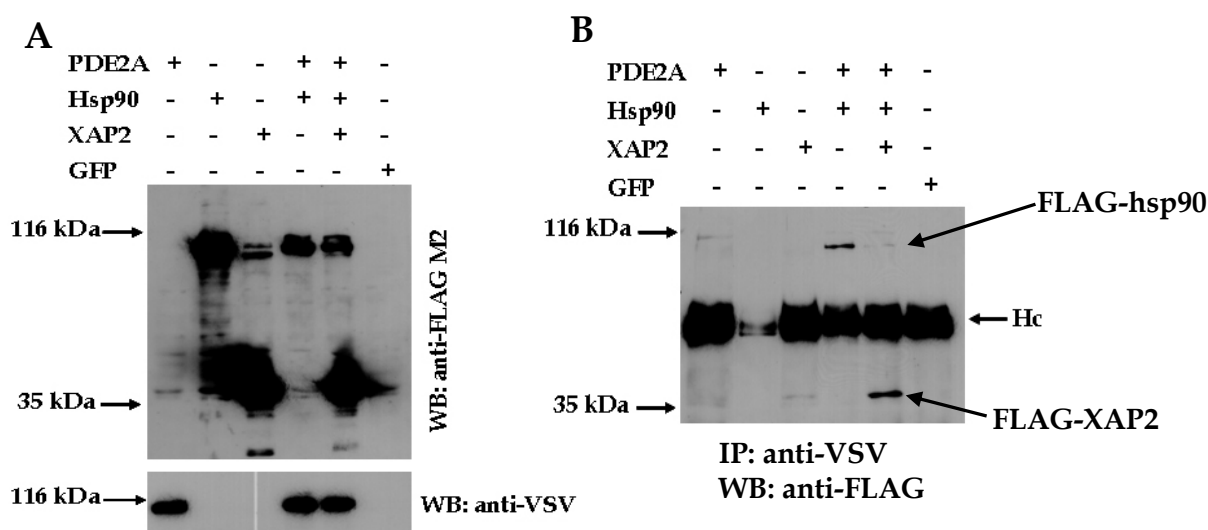 A
PDE2A + - - + + -
Hsp90 - + - + + -
XAP2 - - + - + -
GFP - - - - - +
116 kDa
35 kDa
WB: anti-FLAG M2
116 kDa
WB: anti-VSV
B
PDE2A + - - + + -
Hsp90 - + - + + -
XAP2 - - + - + -
GFP - - - - - +
116 kDa
FLAG-hsp90
Hc
35 kDa
FLAG-XAP2
IP: anti-VSV
WB: anti-FLAG